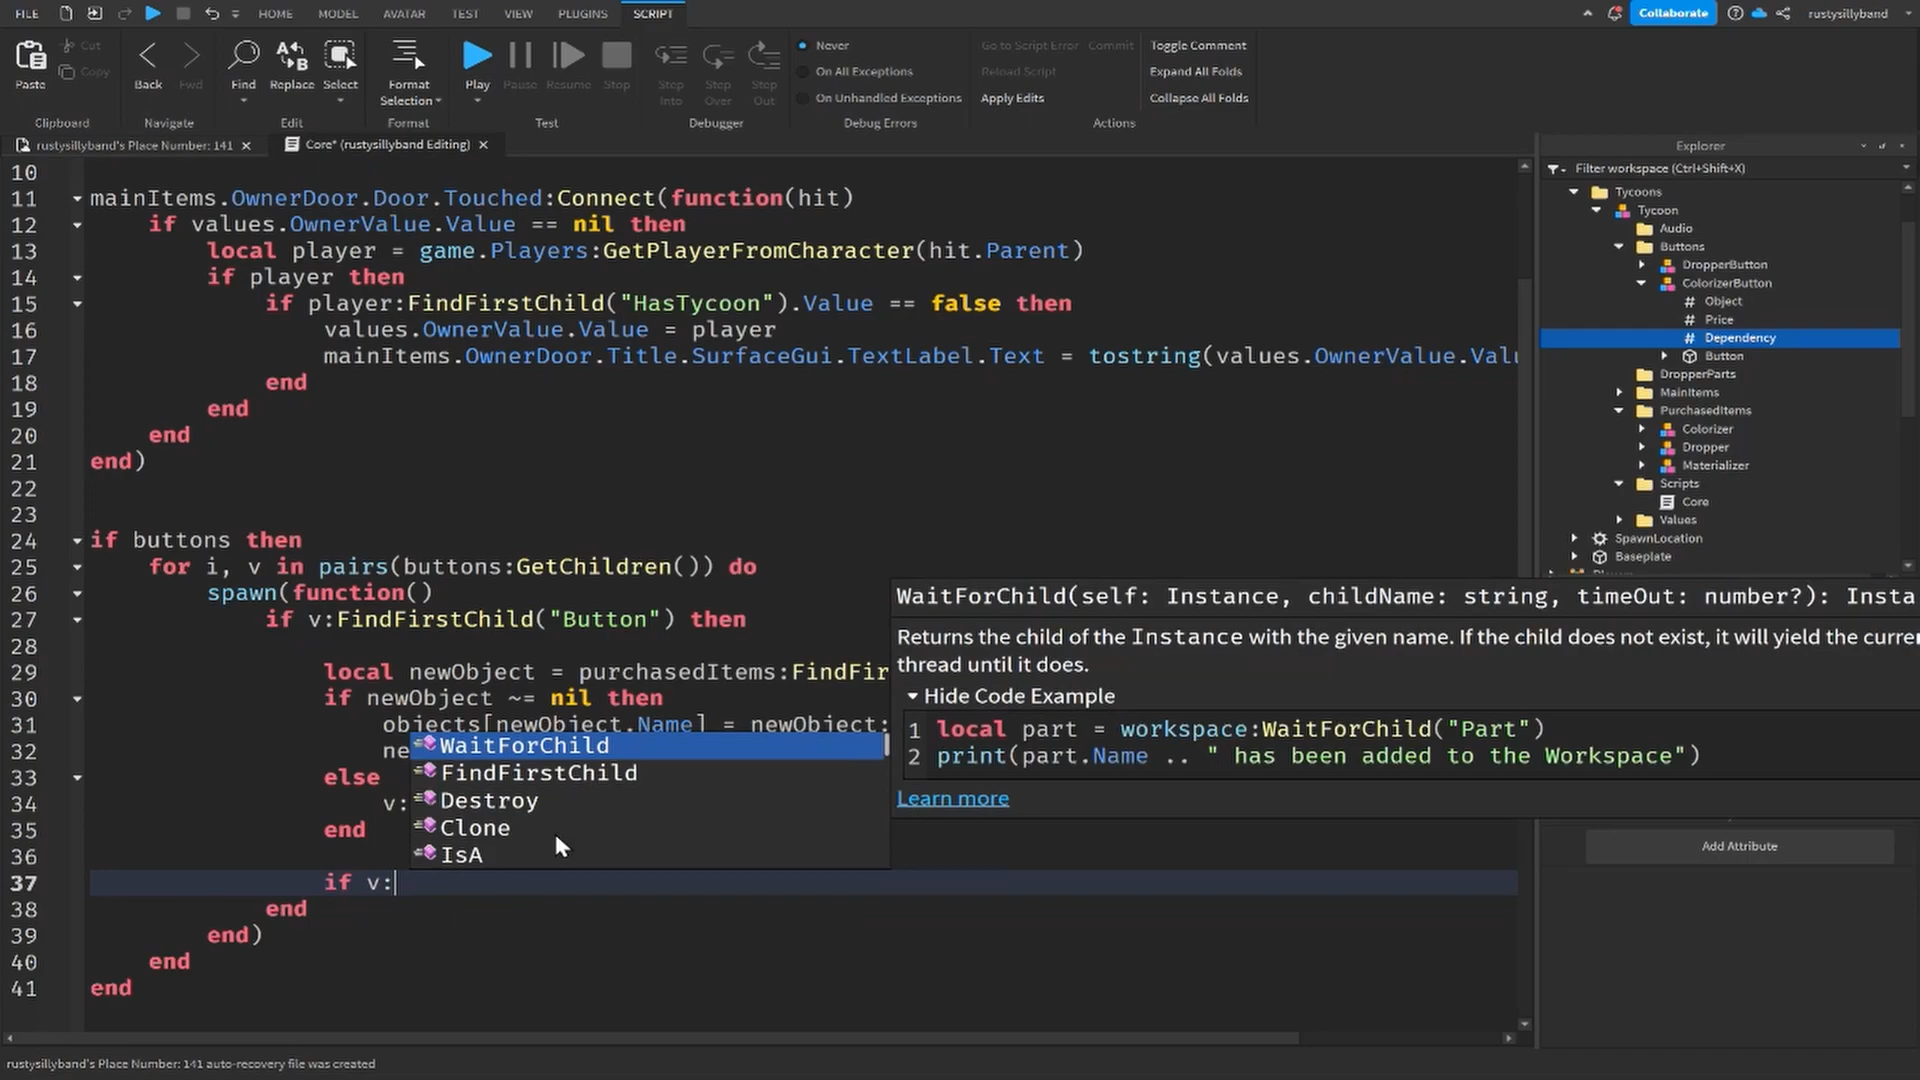 FILE HOME MODEL AVATAR TEST VIEW PLUGINS SCRIPT Collaborate rustysillyband
Paste Cut Copy Back Fwd Find Replace Select Format Selection Play Pause Resume Stop Step Into Step Over Step Out
Never
On All Exceptions
On Unhandled Exceptions
Go to Script Error Commit
Reload Script
Apply Edits
Toggle Comment
Expand All Folds
Collapse All Folds
Clipboard Navigate Edit Format Test Debugger Debug Errors Actions
rustysillyband's Place Number: 141 Core* (rustysillyband Editing)
10
11 mainItems.OwnerDoor.Door.Touched:Connect(function(hit)
12 if values.OwnerValue.Value == nil then
13 local player = game.Players:GetPlayerFromCharacter(hit.Parent)
14 if player then
15 if player:FindFirstChild("HasTycoon").Value == false then
16 values.OwnerValue.Value = player
17 mainItems.OwnerDoor.Title.SurfaceGui.TextLabel.Text = tostring(values.OwnerValue.Valu
18 end
19 end
20 end
21 end)
22
23
24 if buttons then
25 for i, v in pairs(buttons:GetChildren()) do
26 spawn(function()
27 if v:FindFirstChild("Button") then
28
29 local newObject = purchasedItems:FindFir
30 if newObject ~= nil then
31 objects[newObject.Name] = newObject:
32 ne
33 else
34 v:
35 end
36
37 if v:
38 end
39 end)
40 end
41 end
WaitForChild
FindFirstChild
Destroy
Clone
IsA
WaitForChild(self: Instance, childName: string, timeOut: number?): Insta
Returns the child of the Instance with the given name. If the child does not exist, it will yield the curre
thread until it does.
Hide Code Example
1 local part = workspace:WaitForChild("Part")
2 print(part.Name .. " has been added to the Workspace")
Learn more
Explorer
Filter workspace (Ctrl+Shift+X)
Tycoons
Tycoon
Audio
Buttons
DropperButton
ColorizerButton
# Object
# Price
# Dependency
Button
DropperParts
MainItems
PurchasedItems
Colorizer
Dropper
Materializer
Scripts
Core
Values
SpawnLocation
Baseplate
Add Attribute
rustysillyband's Place Number: 141 auto-recovery file was created